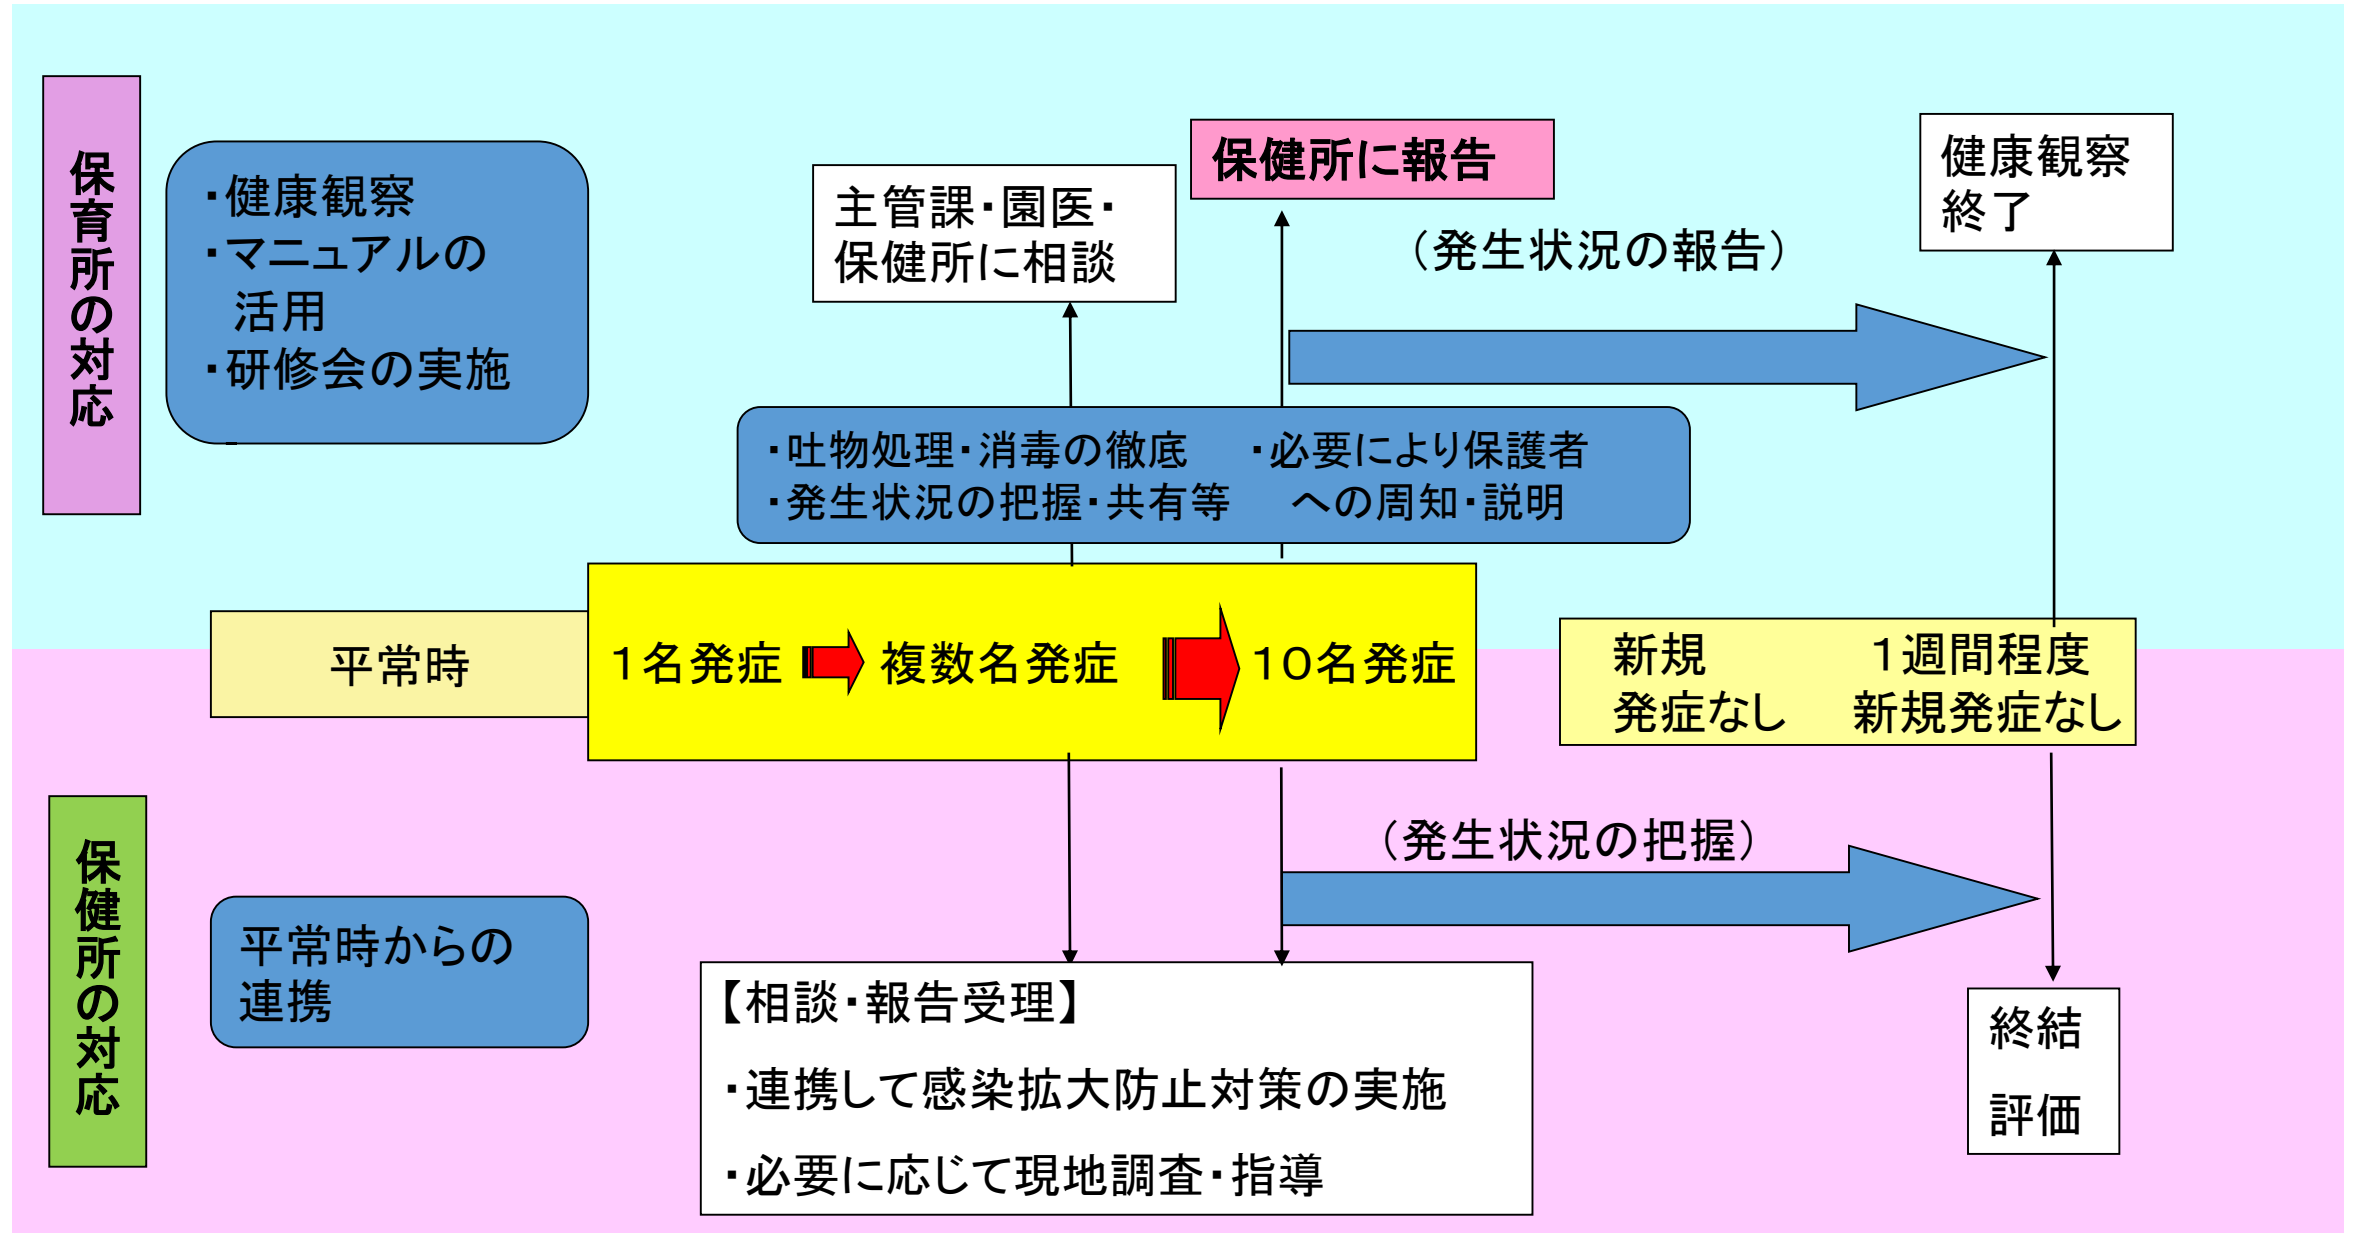 保育所の対応
・健康観察
・マニュアルの
活用
・研修会の実施
主管課・園医・
保健所に相談
保健所に報告
（発生状況の報告）
健康観察
終了
・吐物処理・消毒の徹底　・必要により保護者
・発生状況の把握・共有等　への周知・説明
平常時
１名発症
複数名発症
１０名発症
新規
発症なし
１週間程度
新規発症なし
保健所の対応
平常時からの
連携
（発生状況の把握）
【相談・報告受理】
・連携して感染拡大防止対策の実施
・必要に応じて現地調査・指導
終結
評価